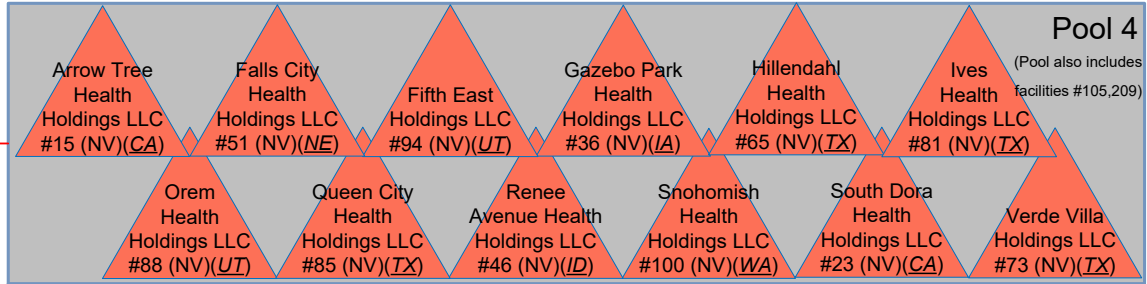 Pool 4
(Pool also includes
facilities #105,209)
Arrow Tree
Health
Holdings LLC
#15 (NV)(CA)
Falls City
Health
Holdings LLC
#51 (NV)(NE)
Fifth East
Holdings LLC
#94 (NV)(UT)
Gazebo Park
Health
Holdings LLC
#36 (NV)(IA)
Hillendahl
Health
Holdings LLC
#65 (NV)(TX)
Ives
Health
Holdings LLC
#81 (NV)(TX)
Orem
Health
Holdings LLC
#88 (NV)(UT)
Queen City
Health
Holdings LLC
#85 (NV)(TX)
Renee
Avenue Health
Holdings LLC
#46 (NV)(ID)
Snohomish
Health
Holdings LLC
#100 (NV)(WA)
South Dora
Health
Holdings LLC
#23 (NV)(CA)
Verde Villa
Holdings LLC
#73 (NV)(TX)